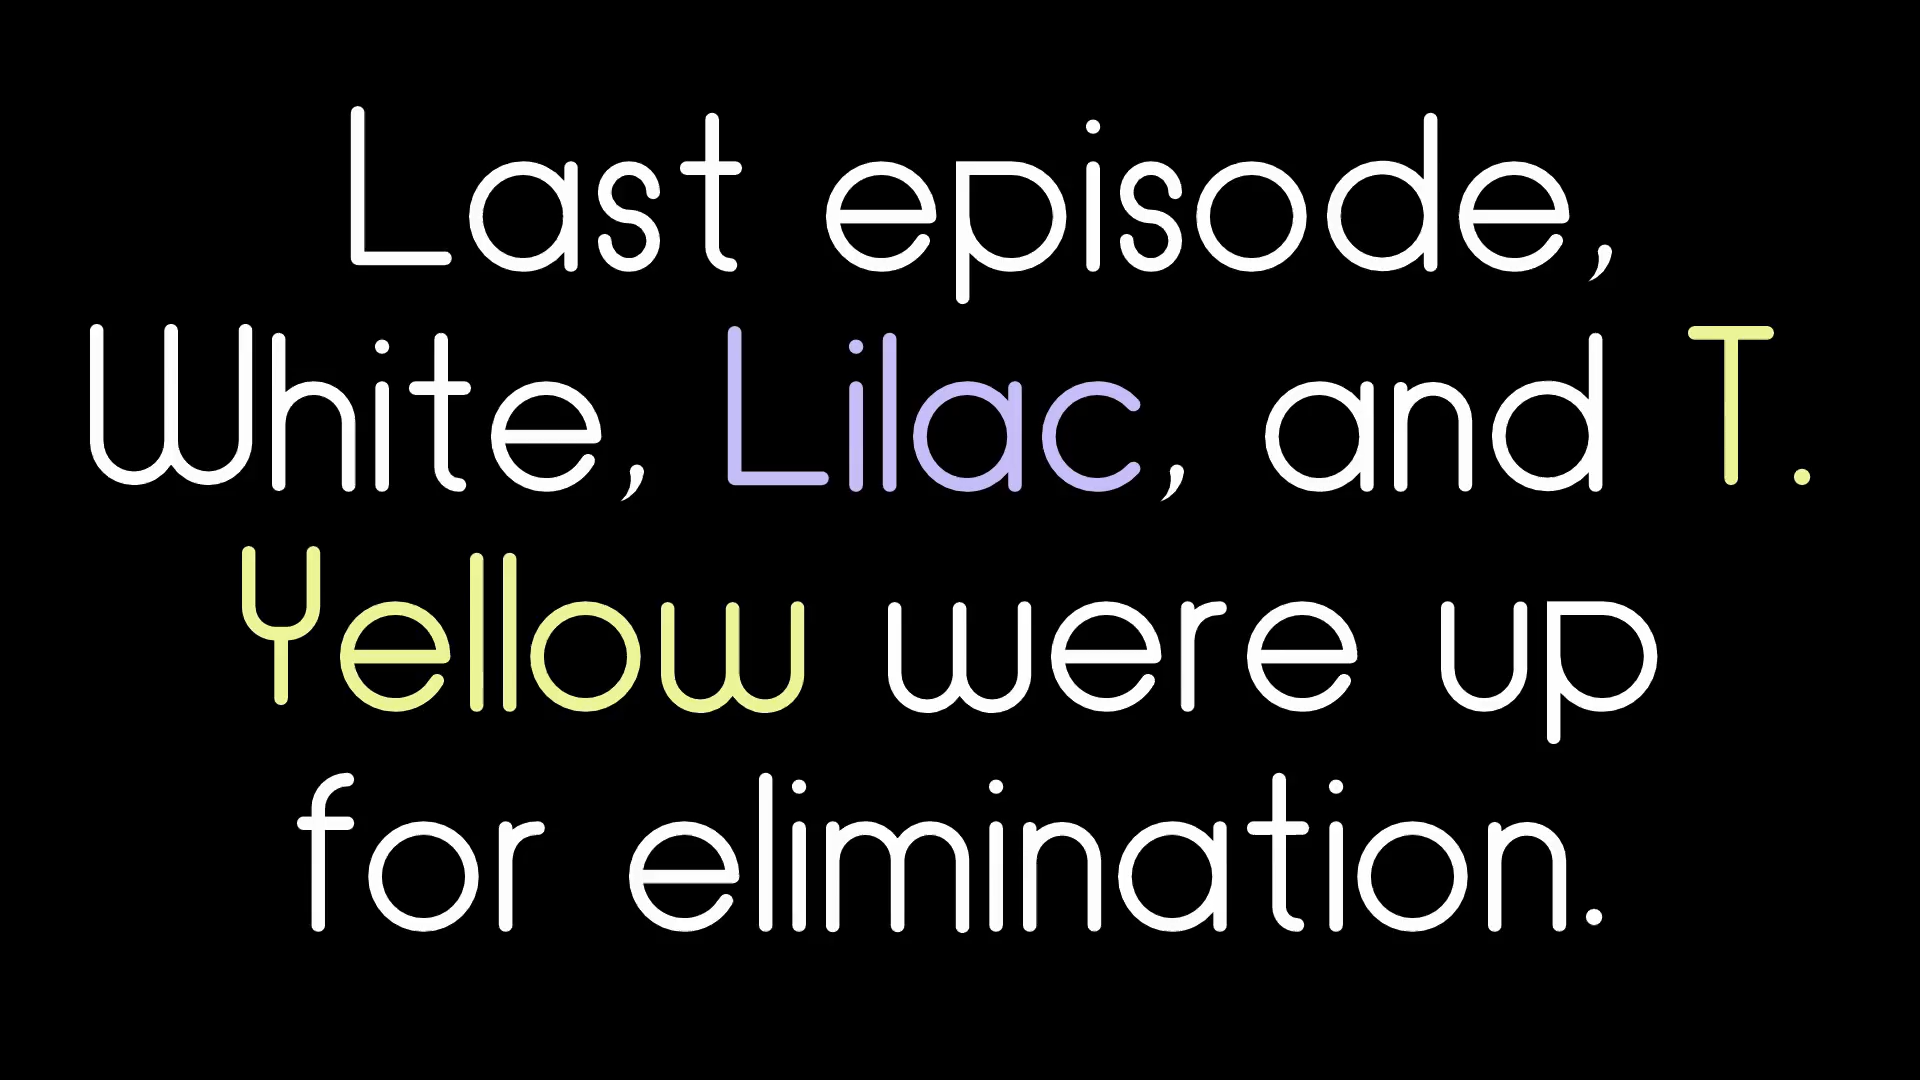 Last episode,
White, Lilac, and T.
Yellow were up
for elimination.